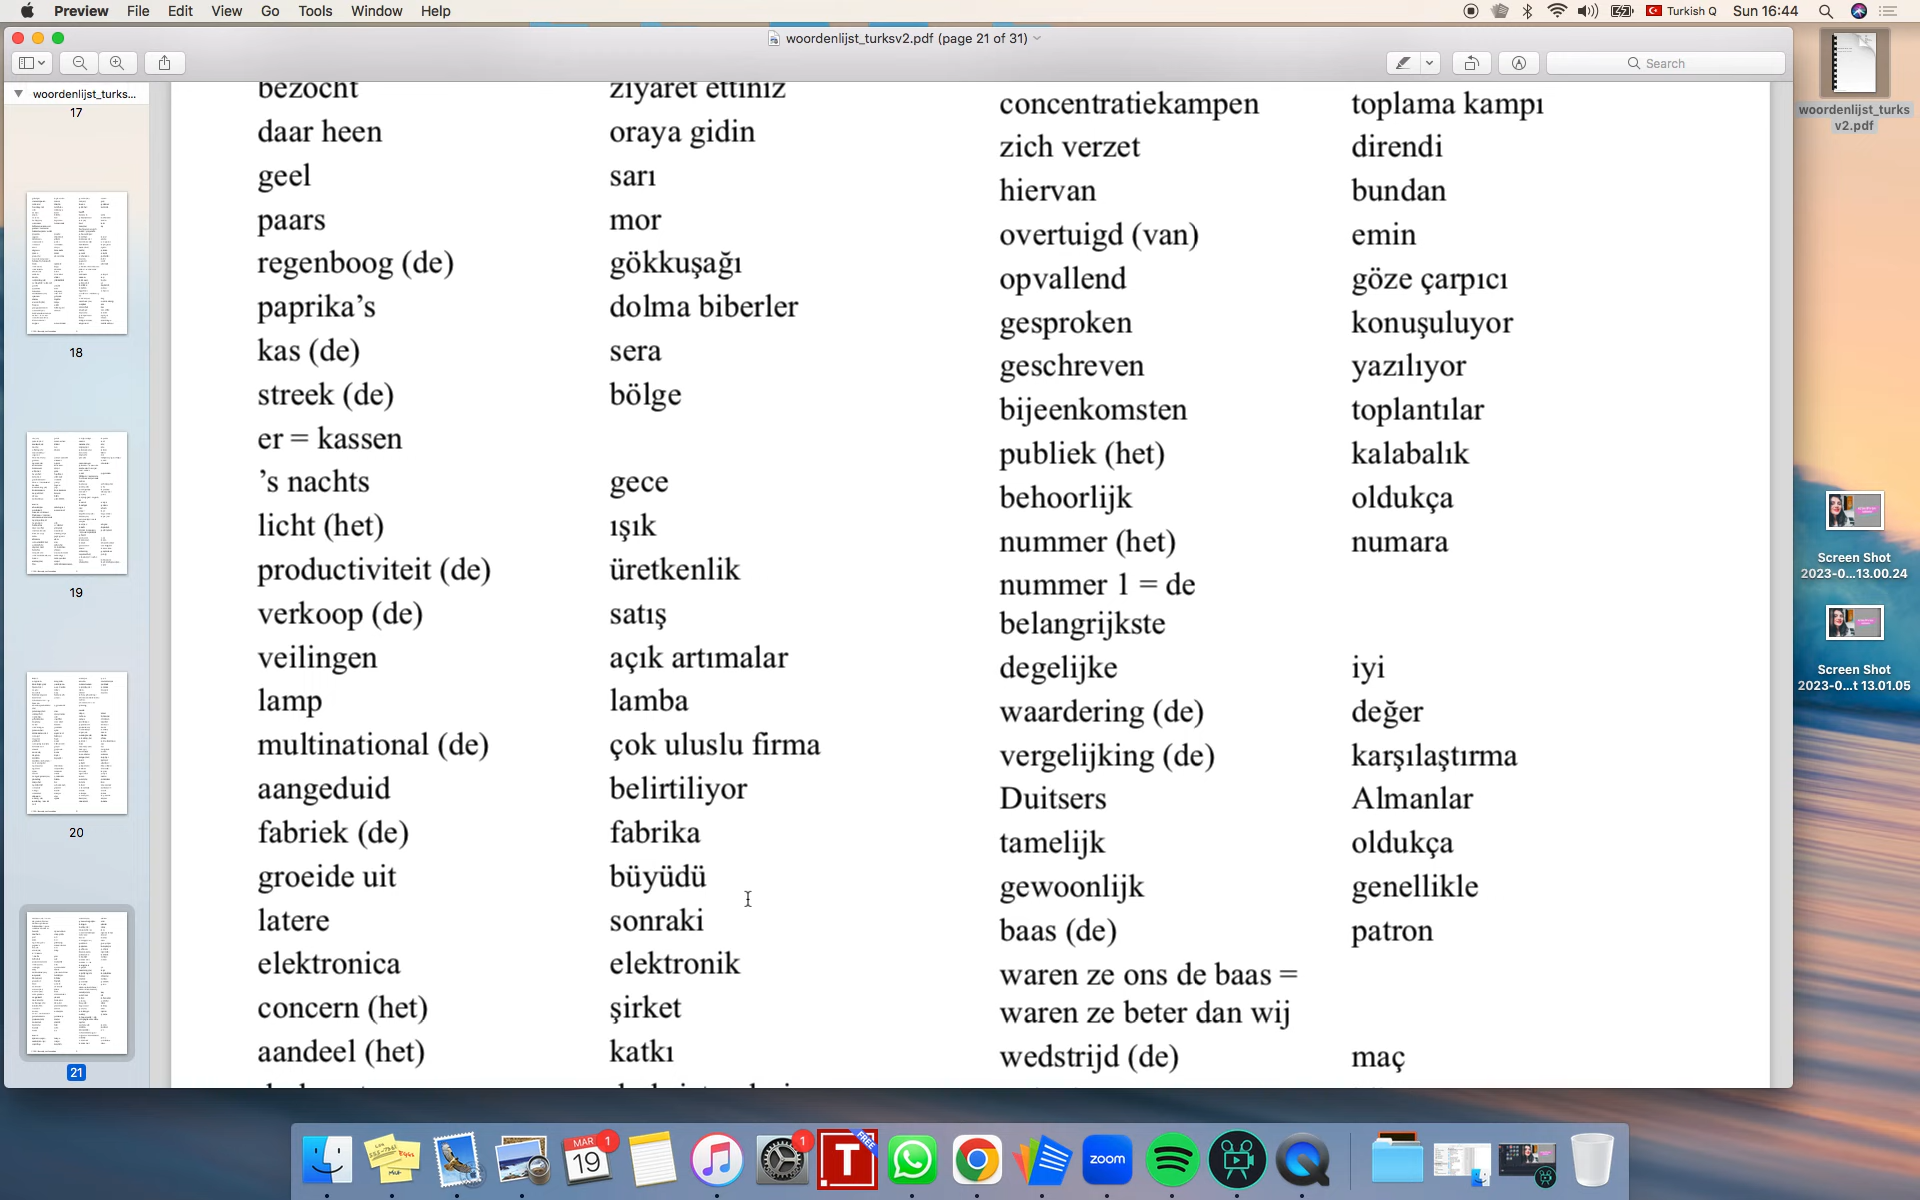 Preview File Edit View Go Tools Window Help
Turkish Q Sun 16:44
woordenlijst_turksv2.pdf (page 21 of 31)
Search
woordenlijst_turks...
17
18
19
20
21
bezocht ziyaret ettiniz
daar heen oraya gidin
geel sarı
paars mor
regenboog (de) gökkuşağı
paprika’s dolma biberler
kas (de) sera
streek (de) bölge
er = kassen
’s nachts gece
licht (het) ışık
productiviteit (de) üretkenlik
verkoop (de) satış
veilingen açık artımalar
lamp lamba
multinational (de) çok uluslu firma
aangeduid belirtiliyor
fabriek (de) fabrika
groeide uit büyüdü
latere sonraki
elektronica elektronik
concern (het) şirket
aandeel (het) katkı
concentratiekampen toplama kampı
zich verzet direndi
hiervan bundan
overtuigd (van) emin
opvallend göze çarpıcı
gesproken konuşuluyor
geschreven yazılıyor
bijeenkomsten toplantılar
publiek (het) kalabalık
behoorlijk oldukça
nummer (het) numara
nummer 1 = de
belangrijkste
degelijke iyi
waardering (de) değer
vergelijking (de) karşılaştırma
Duitsers Almanlar
tamelijk oldukça
gewoonlijk genellikle
baas (de) patron
waren ze ons de baas =
waren ze beter dan wij
wedstrijd (de) maç
woordenlijst_turks
v2.pdf
Screen Shot
2023-0...13.00.24
Screen Shot
2023-0...t 13.01.05
MAR
19
1
1
T
FREE
zoom